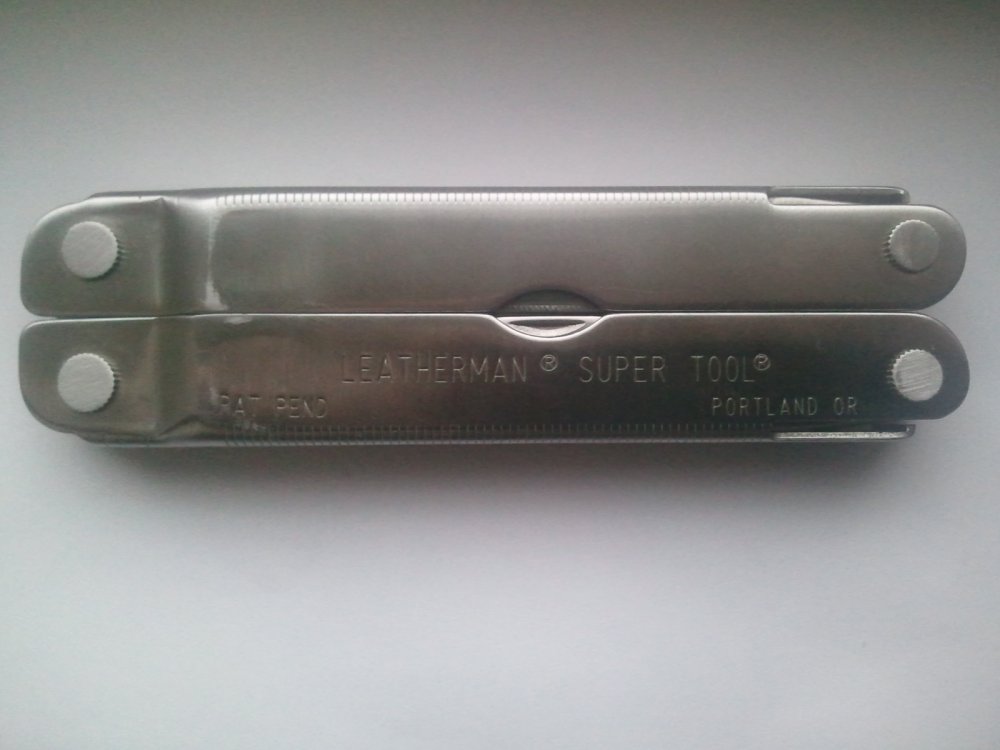 LEATHERMAN® SUPER TOOL®
PAT PEND PORTLAND OR